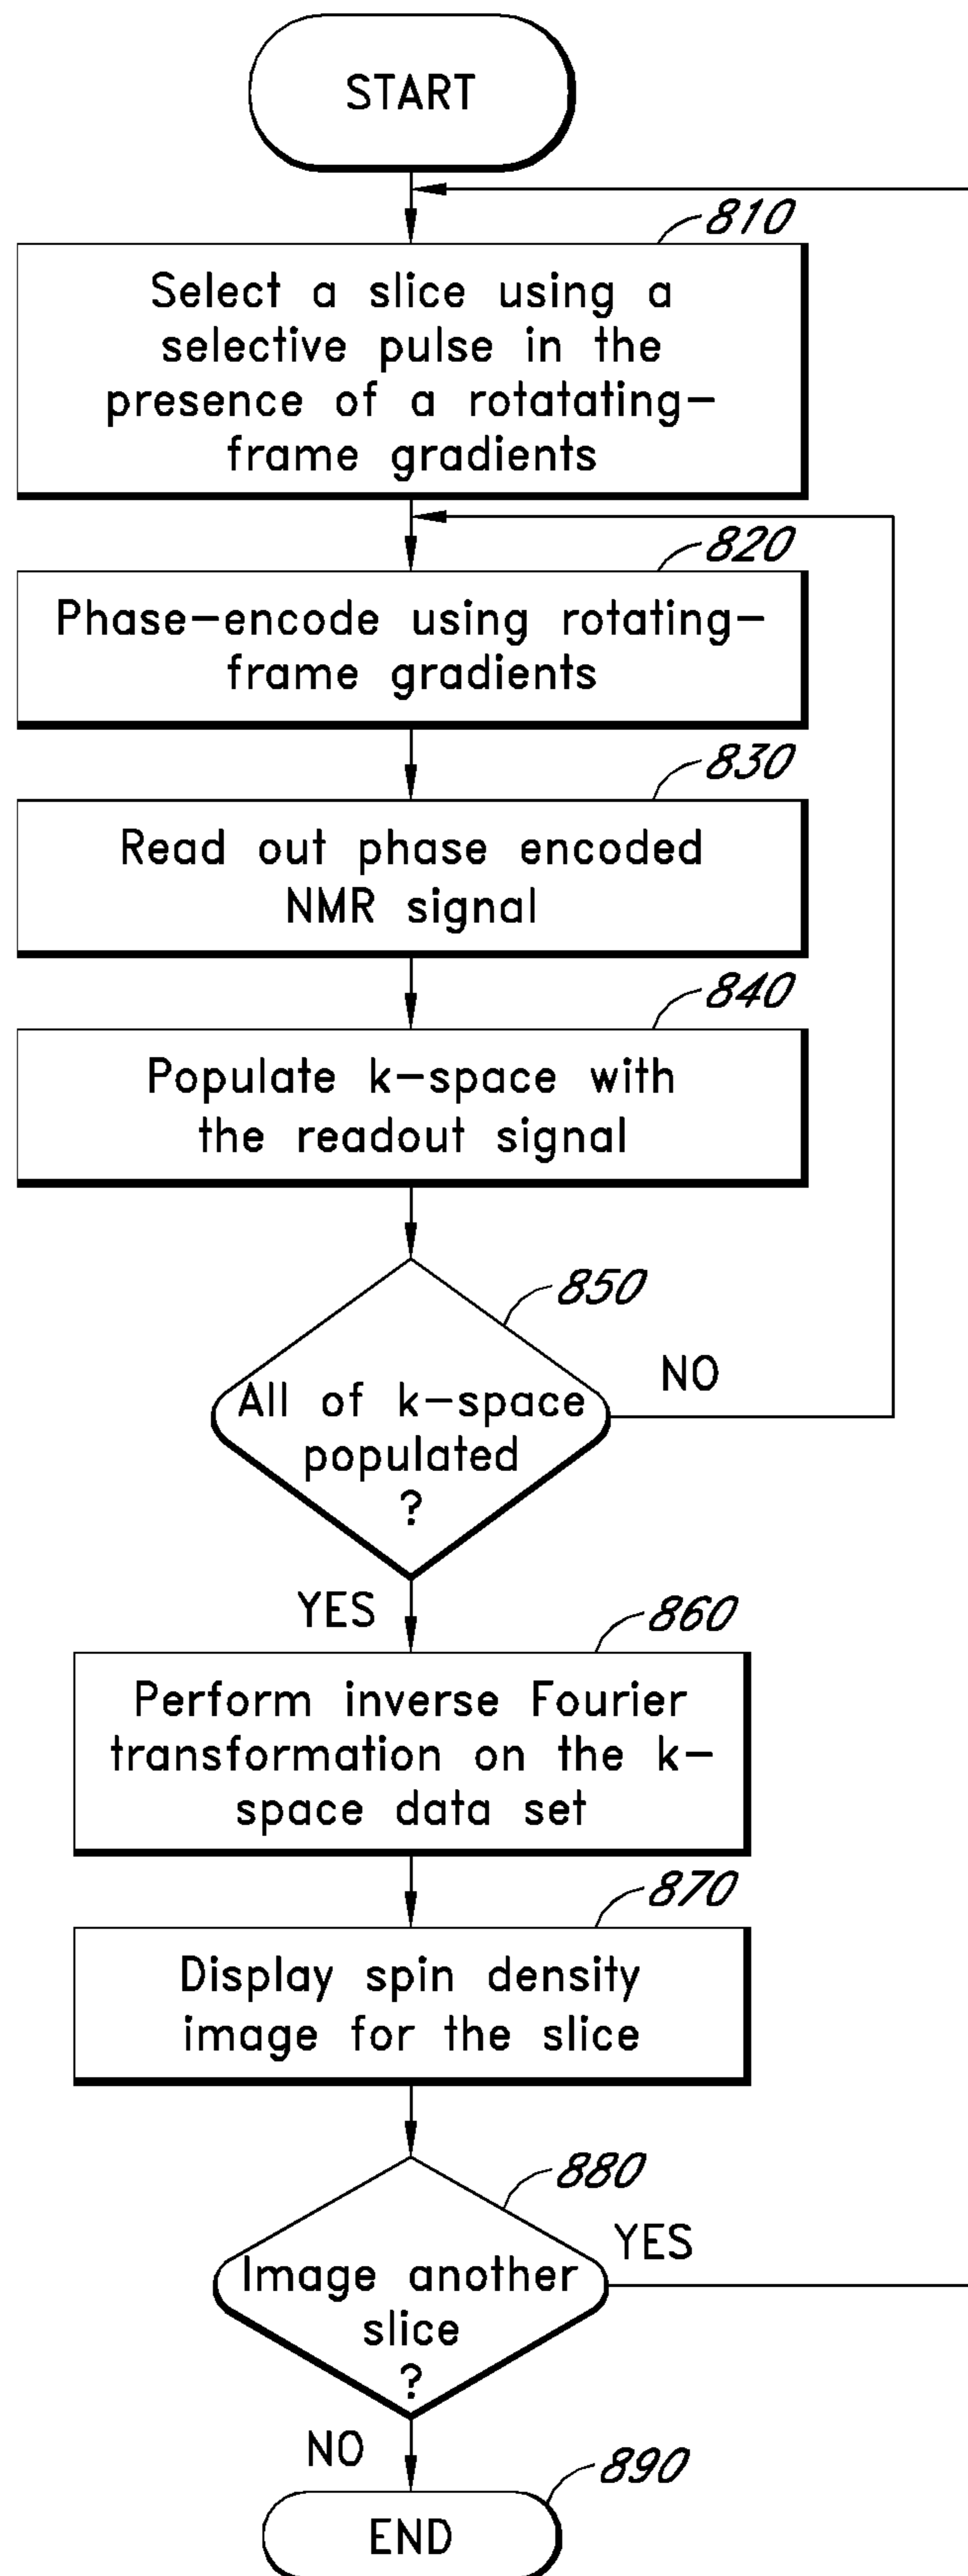 START
810
Select a slice using a
selective pulse in the
presence of a rotatating-
frame gradients
820
Phase-encode using rotating-
frame gradients
830
Read out phase encoded
NMR signal
840
Populate k-space with
the readout signal
850
All of k-space
populated
?
NO
YES
860
Perform inverse Fourier
transformation on the k-
space data set
870
Display spin density
image for the slice
880
Image another
slice
?
YES
NO
890
END